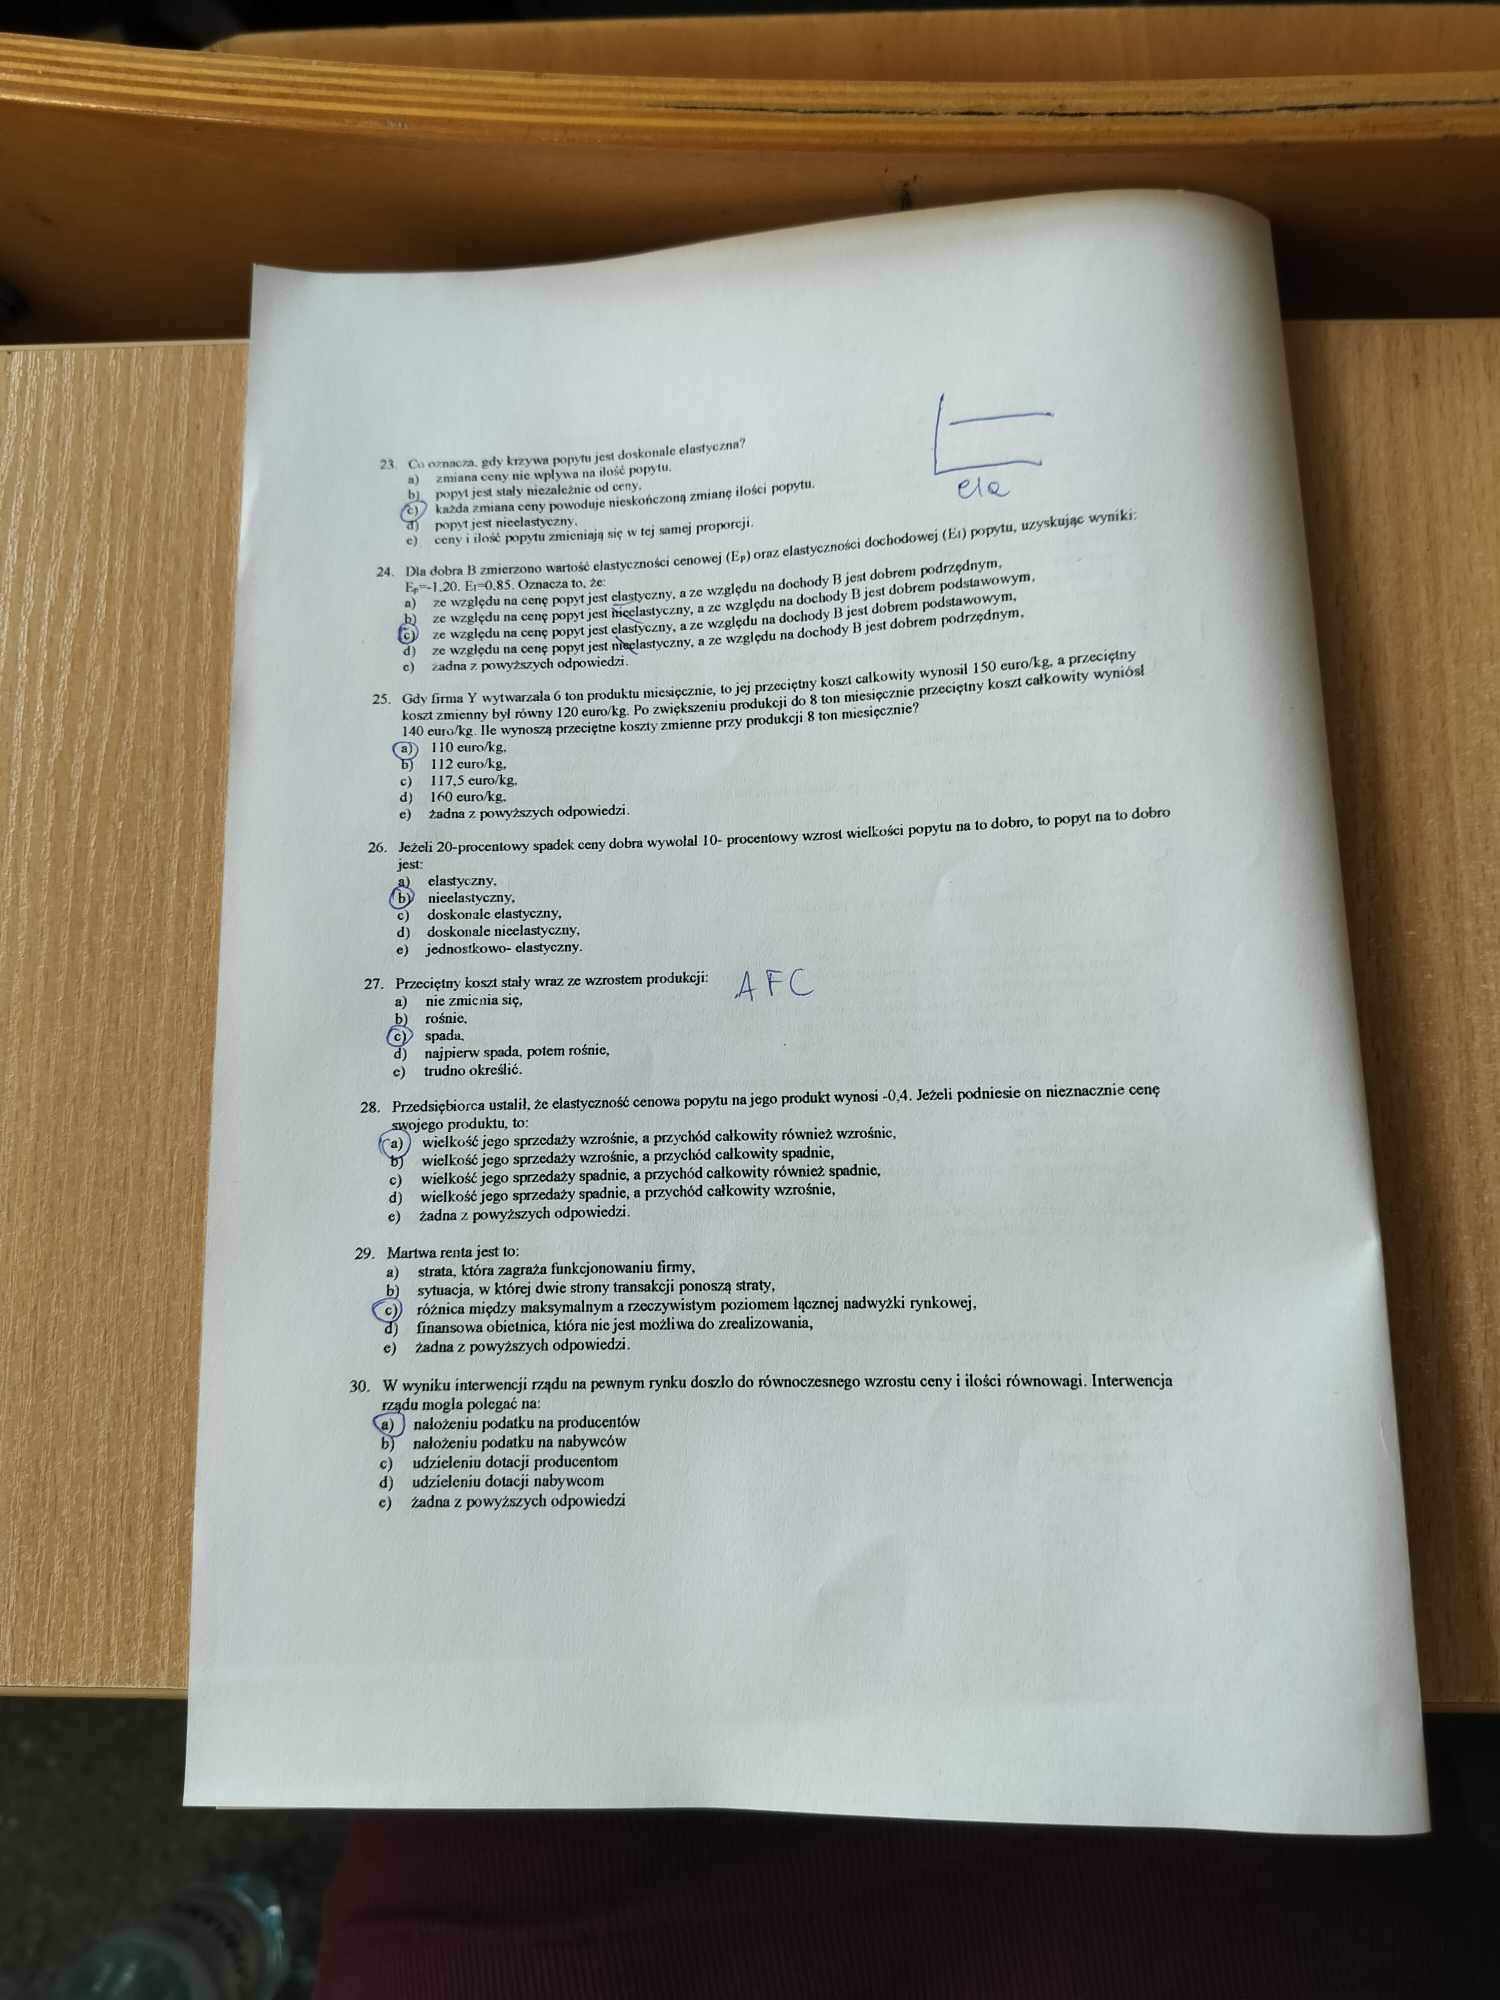 23. Co oznacza, gdy krzywa popytu jest doskonale elastyczna?
a) zmiana ceny nie wpływa na ilość popytu.
b) popyt jest stały niezależnie od ceny.
c) każda zmiana ceny powoduje nieskończoną zmianę ilości popytu.
d) popyt jest nieelastyczny.
e) ceny i ilość popytu zmieniają się w tej samej proporcji.
ela
24. Dla dobra B zmierzono wartość elastyczności cenowej (Ep) oraz elastyczności dochodowej (EI) popytu, uzyskując wyniki:
Ep=-1,20. EI=0,85. Oznacza to, że:
a) ze względu na cenę popyt jest elastyczny, a ze względu na dochody B jest dobrem podrzędnym,
b) ze względu na cenę popyt jest nieelastyczny, a ze względu na dochody B jest dobrem podstawowym,
c) ze względu na cenę popyt jest elastyczny, a ze względu na dochody B jest dobrem podstawowym,
d) ze względu na cenę popyt jest nieelastyczny, a ze względu na dochody B jest dobrem podrzędnym,
e) żadna z powyższych odpowiedzi.
25. Gdy firma Y wytwarzała 6 ton produktu miesięcznie, to jej przeciętny koszt całkowity wynosił 150 euro/kg, a przeciętny
koszt zmienny był równy 120 euro/kg. Po zwiększeniu produkcji do 8 ton miesięcznie przeciętny koszt całkowity wyniósł
140 euro/kg. Ile wynoszą przeciętne koszty zmienne przy produkcji 8 ton miesięcznie?
a) 110 euro/kg,
b) 112 euro/kg,
c) 117,5 euro/kg,
d) 160 euro/kg,
e) żadna z powyższych odpowiedzi.
26. Jeżeli 20-procentowy spadek ceny dobra wywołał 10- procentowy wzrost wielkości popytu na to dobro, to popyt na to dobro
jest:
a) elastyczny,
b) nieelastyczny,
c) doskonale elastyczny,
d) doskonale nieelastyczny,
e) jednostkowo- elastyczny.
27. Przeciętny koszt stały wraz ze wzrostem produkcji: AFC
a) nie zmienia się,
b) rośnie,
c) spada,
d) najpierw spada, potem rośnie,
e) trudno określić.
28. Przedsiębiorca ustalił, że elastyczność cenowa popytu na jego produkt wynosi -0,4. Jeżeli podniesie on nieznacznie cenę
swojego produktu, to:
a) wielkość jego sprzedaży wzrośnie, a przychód całkowity również wzrośnie,
b) wielkość jego sprzedaży wzrośnie, a przychód całkowity spadnie,
c) wielkość jego sprzedaży spadnie, a przychód całkowity również spadnie,
d) wielkość jego sprzedaży spadnie, a przychód całkowity wzrośnie,
e) żadna z powyższych odpowiedzi.
29. Martwa renta jest to:
a) strata, która zagraża funkcjonowaniu firmy,
b) sytuacja, w której dwie strony transakcji ponoszą straty,
c) różnica między maksymalnym a rzeczywistym poziomem łącznej nadwyżki rynkowej,
d) finansowa obietnica, która nie jest możliwa do zrealizowania,
e) żadna z powyższych odpowiedzi.
30. W wyniku interwencji rządu na pewnym rynku doszło do równoczesnego wzrostu ceny i ilości równowagi. Interwencja
rządu mogła polegać na:
a) nałożeniu podatku na producentów
b) nałożeniu podatku na nabywców
c) udzieleniu dotacji producentom
d) udzieleniu dotacji nabywcom
e) żadna z powyższych odpowiedzi